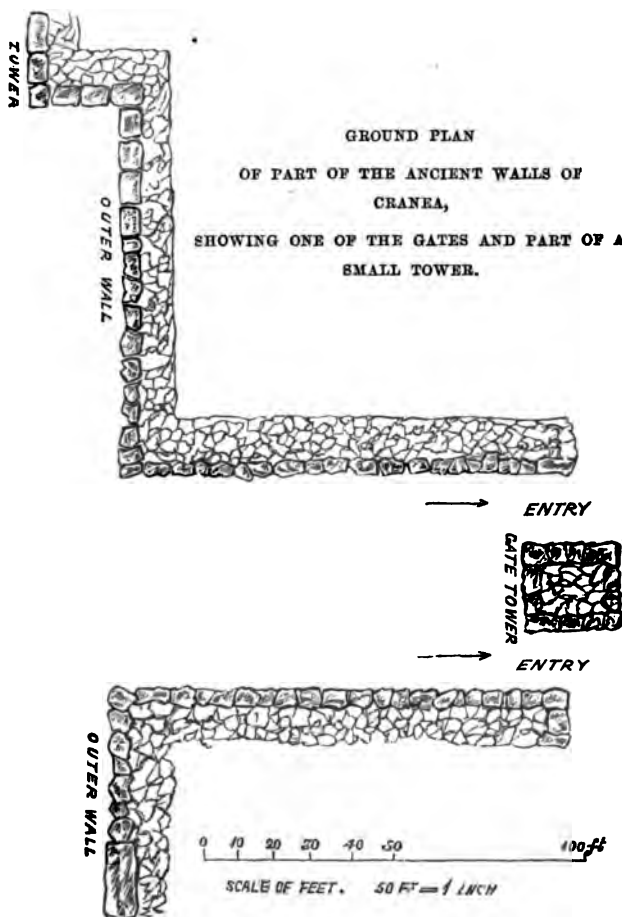 TOWER
GROUND PLAN
OF PART OF THE ANCIENT WALLS OF
CRANEA,
SHOWING ONE OF THE GATES AND PART OF A
SMALL TOWER.
OUTER WALL
ENTRY
GATE TOWER
ENTRY
OUTER WALL
0 10 20 30 40 50 100 ft
SCALE OF FEET. 50 FT = 1 INCH